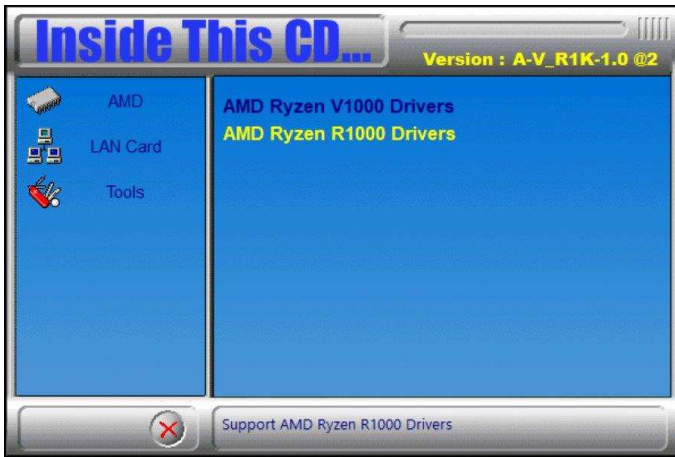 Inside This CD...
Version : A-V_R1K-1.0 @2
AMD
LAN Card
Tools
AMD Ryzen V1000 Drivers
AMD Ryzen R1000 Drivers
Support AMD Ryzen R1000 Drivers